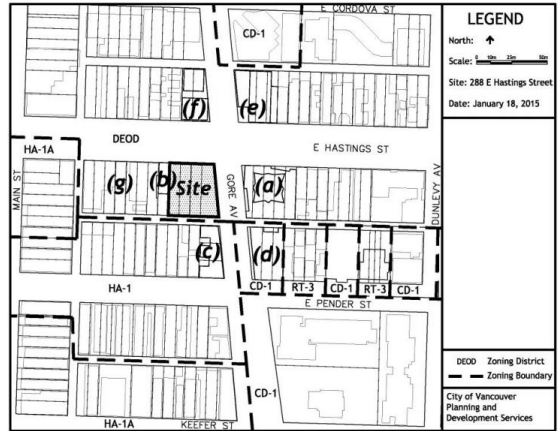 E CORDOVA ST
CD-1
(f)
(e)
DEOD
E HASTINGS ST
HA-1A
MAIN ST
(g)
(b)
Site
GORE AV
(a)
DUNLEVY AV
(c)
(d)
HA-1
CD-1
RT-3
CD-1
RT-3
CD-1
E PENDER ST
CD-1
HA-1A
KEEFER ST
LEGEND
North:
Scale: 0 10m 25m 50m
Site: 288 E Hastings Street
Date: January 18, 2015
DEOD Zoning District
Zoning Boundary
City of Vancouver
Planning and
Development Services